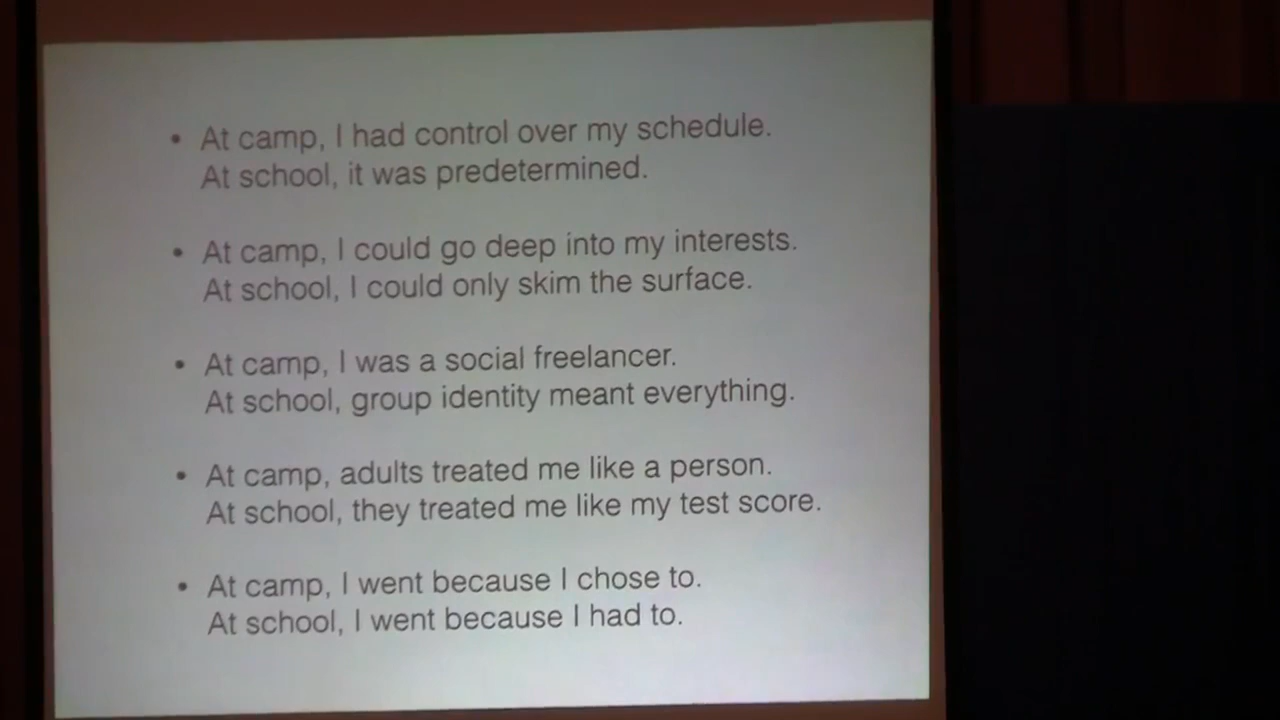 • At camp, I had control over my schedule.
At school, it was predetermined.
• At camp, I could go deep into my interests.
At school, I could only skim the surface.
• At camp, I was a social freelancer.
At school, group identity meant everything.
• At camp, adults treated me like a person.
At school, they treated me like my test score.
• At camp, I went because I chose to.
At school, I went because I had to.